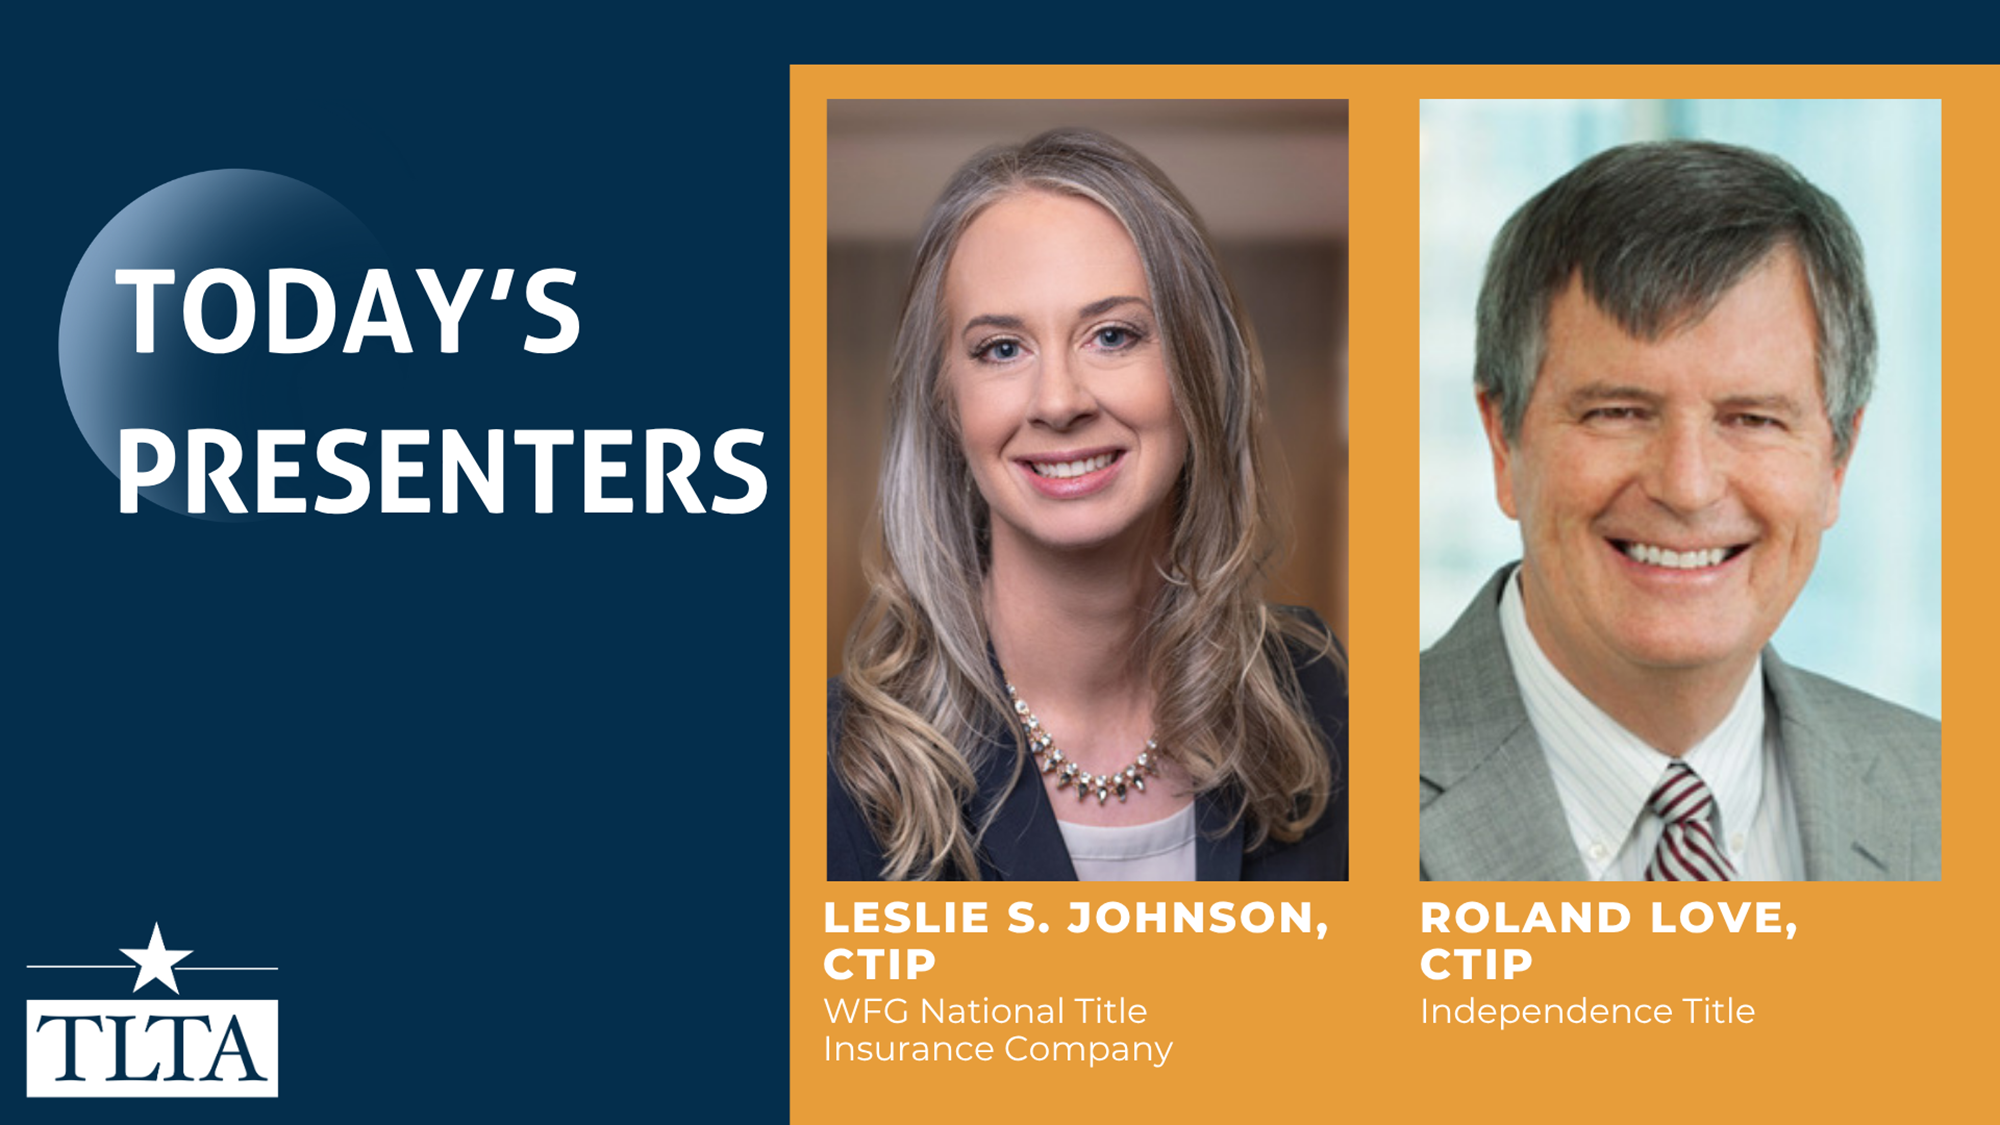 TODAY'S
PRESENTERS
LESLIE S. JOHNSON,
CTIP
WFG National Title
Insurance Company
ROLAND LOVE,
CTIP
Independence Title
TLTA